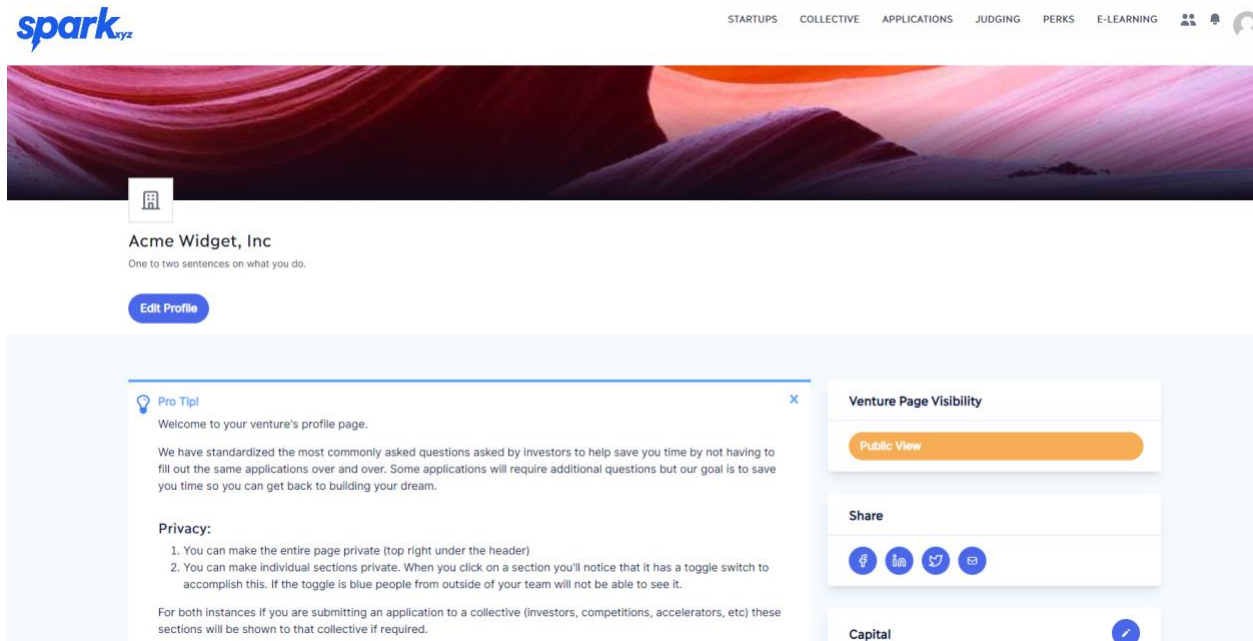 spark xyz
STARTUPS COLLECTIVE APPLICATIONS JUDGING PERKS E-LEARNING
Acme Widget, Inc
One to two sentences on what you do.
Edit Profile
Pro Tip!
X
Welcome to your venture's profile page.
We have standardized the most commonly asked questions asked by investors to help save you time by not having to
fill out the same applications over and over. Some applications will require additional questions but our goal is to save
you time so you can get back to building your dream.
Privacy:
1. You can make the entire page private (top right under the header)
2. You can make individual sections private. When you click on a section you'll notice that it has a toggle switch to
accomplish this. If the toggle is blue people from outside of your team will not be able to see it.
For both instances if you are submitting an application to a collective (investors, competitions, accelerators, etc) these
sections will be shown to that collective if required.
Venture Page Visibility
Public View
Share
Capital